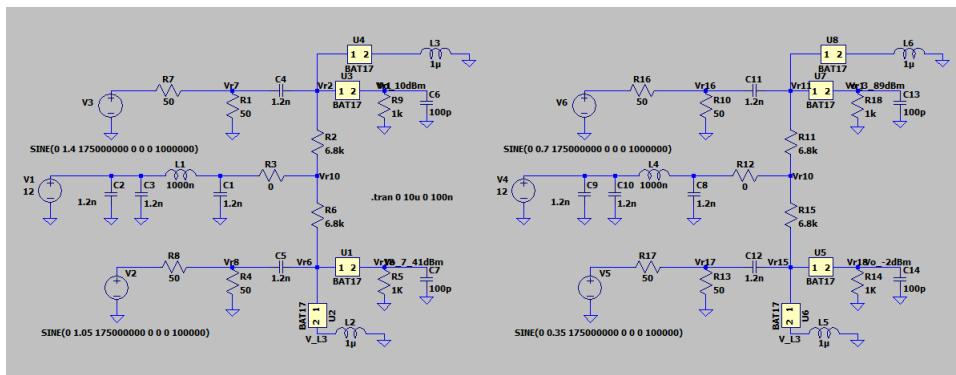 U4
1 2
BAT17
L3
1µ
U8
1 2
BAT17
L6
1µ
V3
R7
50
Vr7
R1
50
C4
1.2n
Vr2
U3
1 2
BAT17
R9
1k
C6
100p
SINE(0 1.4 175000000 0 0 0 1000000)
R2
6.8k
V6
R16
50
Vr16
R10
50
C11
1.2n
Vr11
U7
1 2
BAT17
R18
1k
C13
100p
SINE(0 0.7 175000000 0 0 0 1000000)
R11
6.8k
V1
12
C2
1.2n
C3
1.2n
L1
1000n
C1
1.2n
R3
0
Vr10
.tran 0 10u 0 100n
R6
6.8k
V4
12
C9
1.2n
C10
1.2n
L4
1000n
C8
1.2n
R12
0
Vr10
R15
6.8k
V2
R8
50
Vr8
R4
50
C5
1.2n
Vr6
U1
1 2
BAT17
R5
1K
C7
100p
SINE(0 1.05 175000000 0 0 0 100000)
BAT17
1 2
U2
V_L3
L2
1µ
V5
R17
50
Vr17
R13
50
C12
1.2n
Vr15
U5
1 2
BAT17
R14
1K
C14
100p
SINE(0 0.35 175000000 0 0 0 100000)
BAT17
1 2
U6
V_L3
L5
1µ